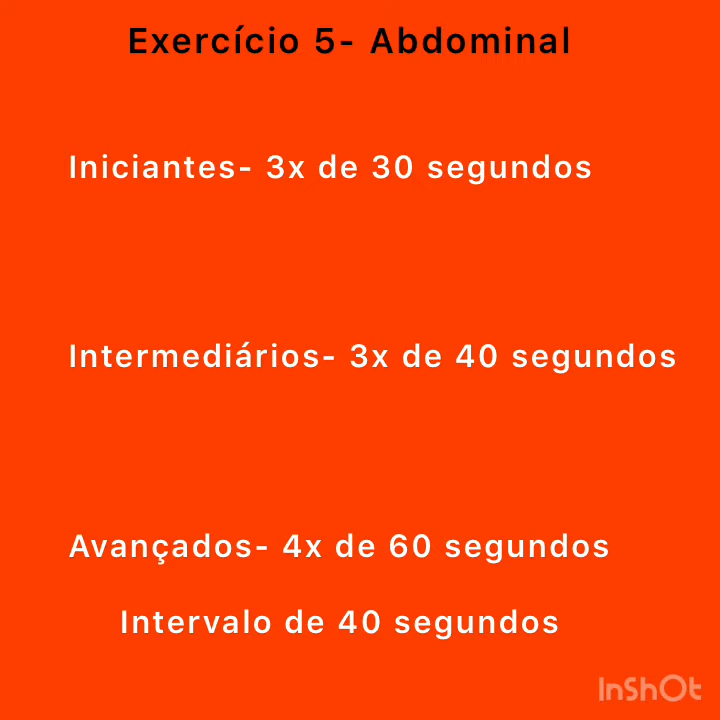 Exercício 5- Abdominal
Iniciantes- 3x de 30 segundos
Intermediários- 3x de 40 segundos
Avançados- 4x de 60 segundos
Intervalo de 40 segundos
InShOt